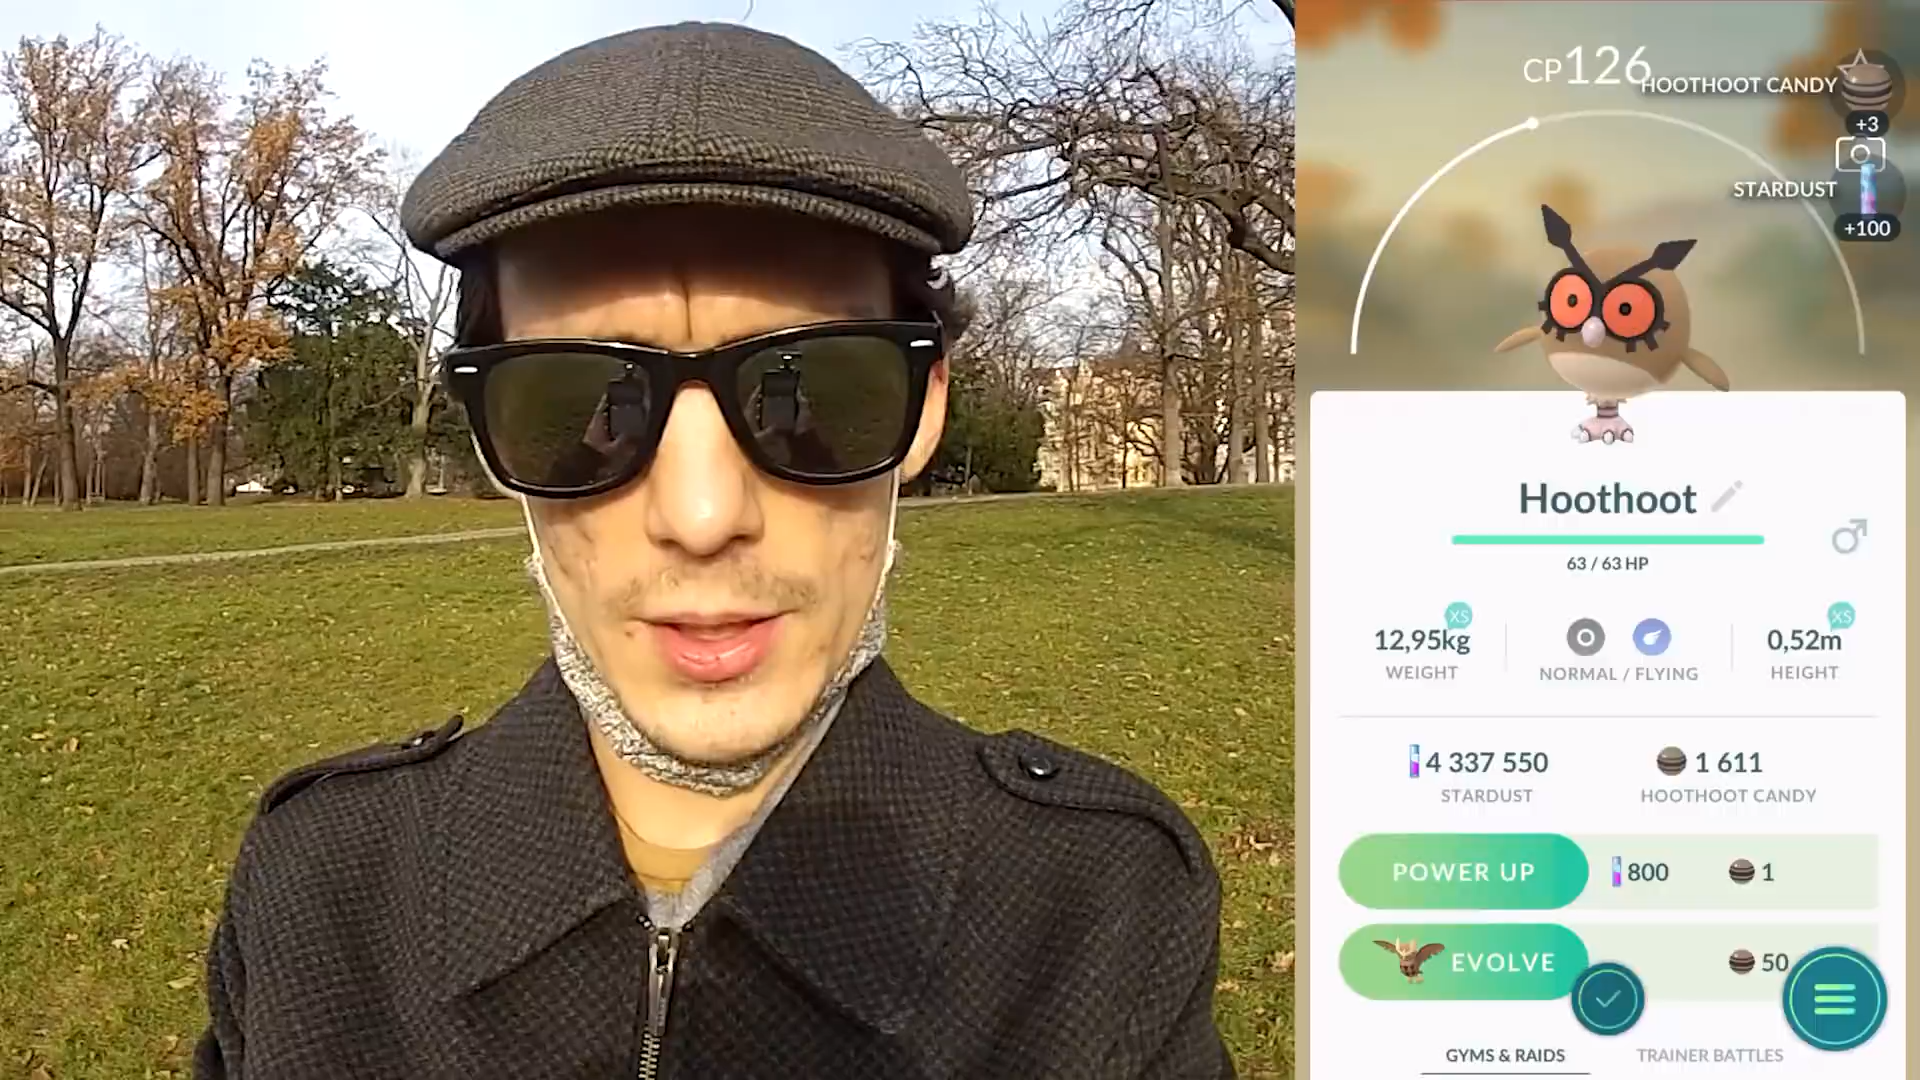 CP126
HOOTHOOT CANDY
+3
STARDUST
+100
Hoothoot
63 / 63 HP
XS
XS
12,95kg
0,52m
WEIGHT
NORMAL / FLYING
HEIGHT
4 337 550
1 611
STARDUST
HOOTHOOT CANDY
POWER UP
800
1
EVOLVE
50
GYMS & RAIDS
TRAINER BATTLES